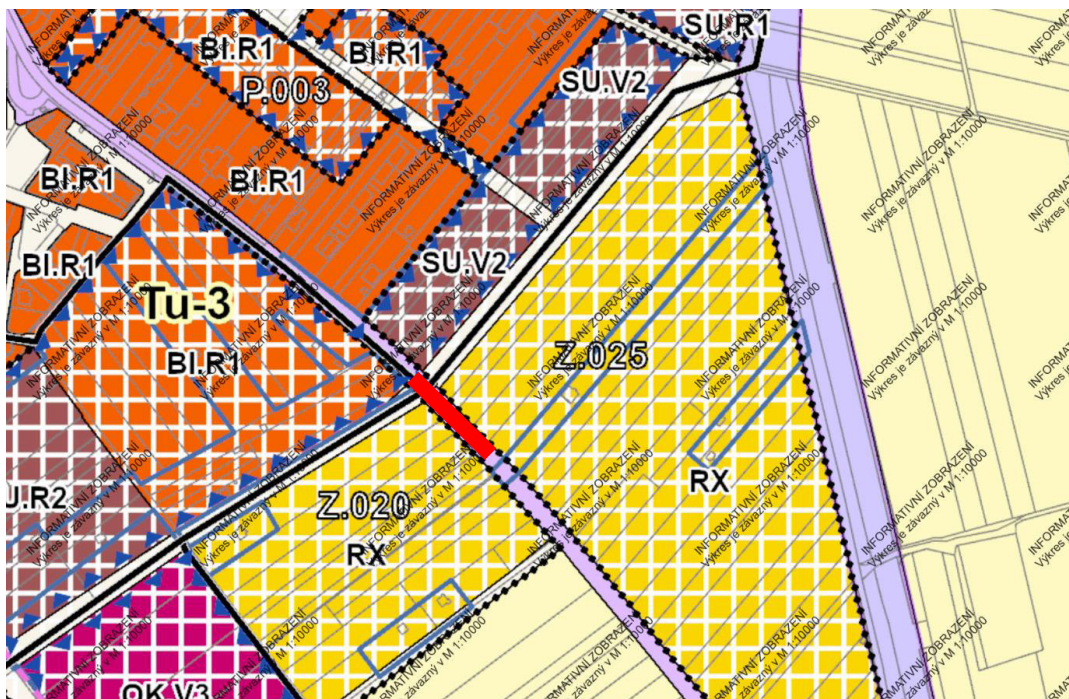 SU.R1
BI.R1
BI.R1
P.003
SU.V2
BI.R1
BI.R1
BI.R1
SU.V2
Tu-3
BI.R1
Z.025
RX
U.R2
Z.020
RX
OK.V3
INFORMATIVNÍ ZOBRAZENÍ
Výkres je závazný v M 1:10000